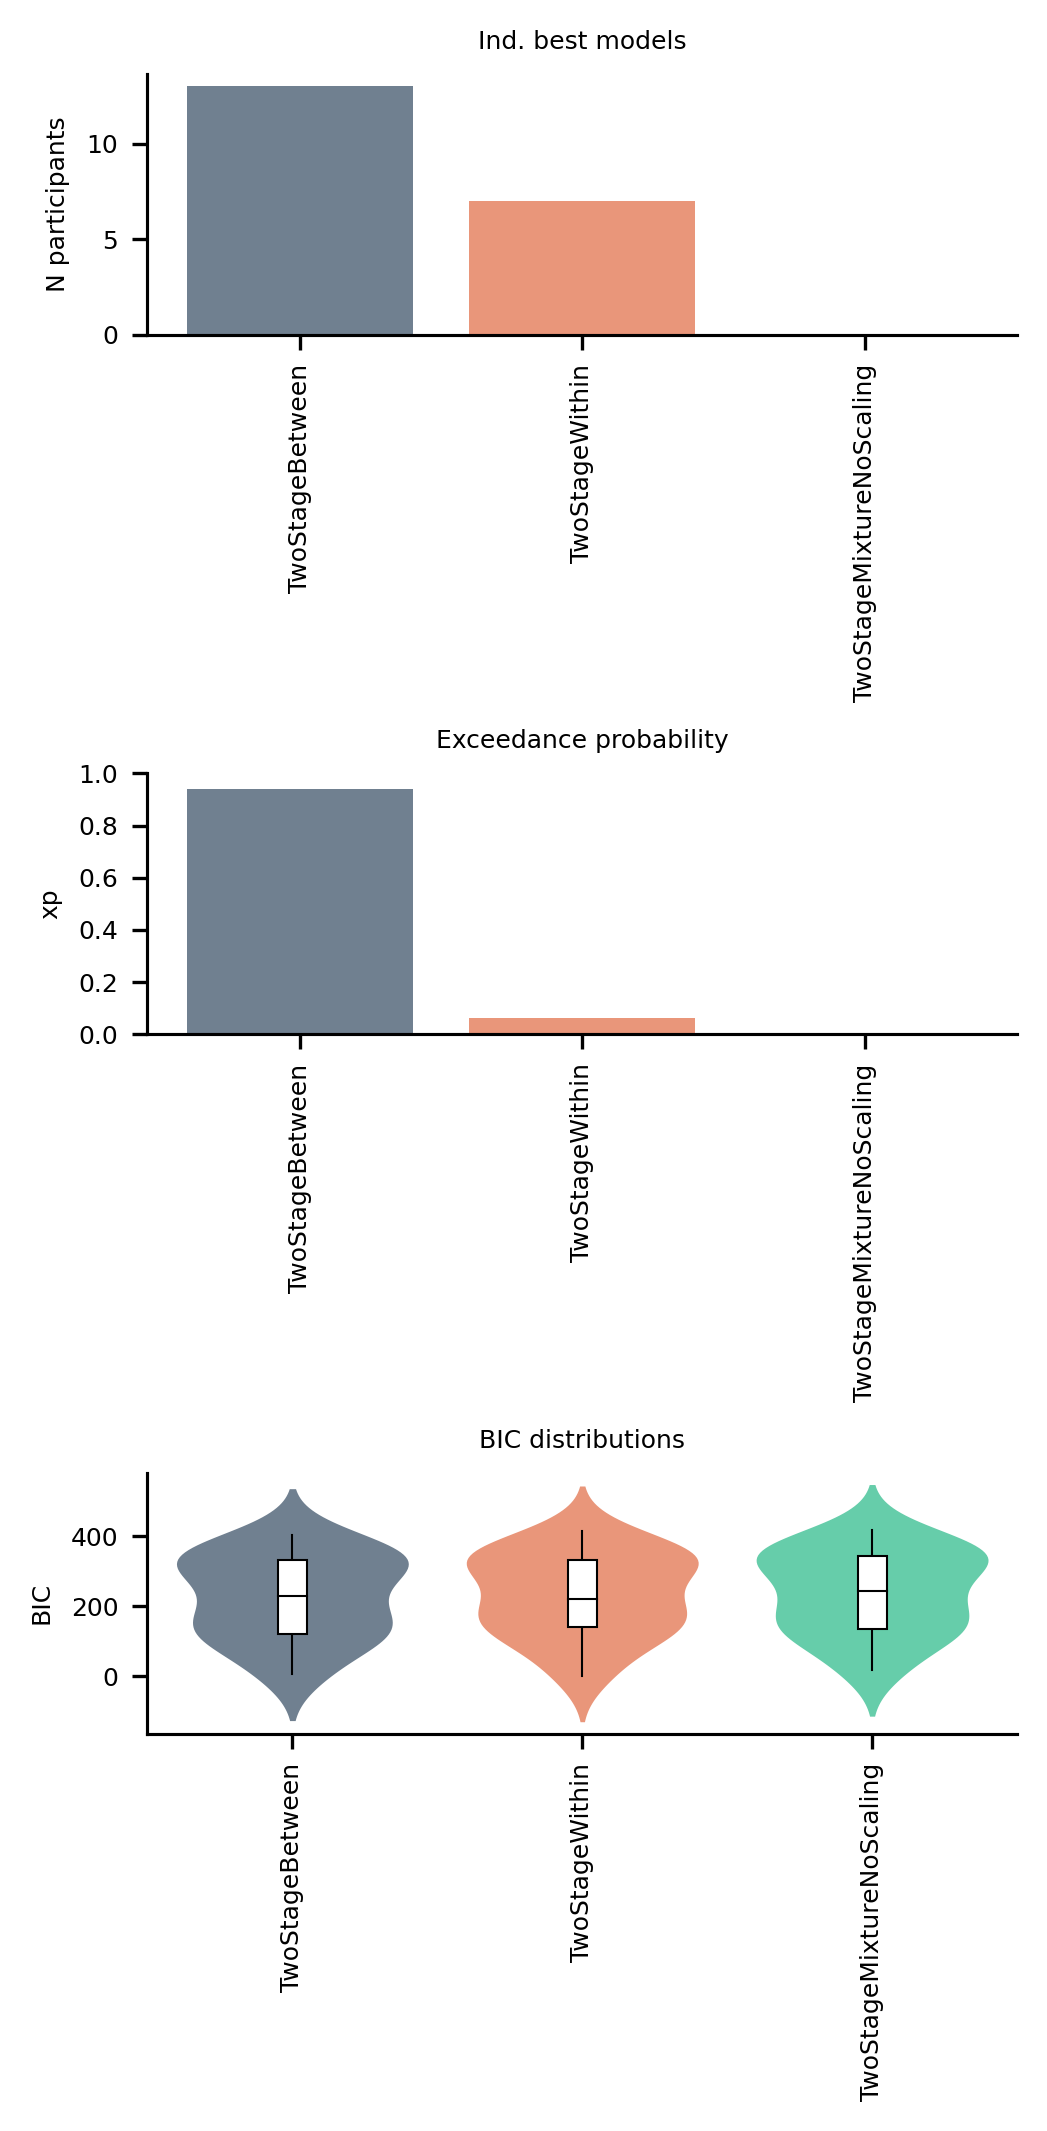 Ind. best models
N participants
10
5
0
TwoStageBetween
TwoStageWithin
TwoStageMixtureNoScaling
Exceedance probability
xp
1.0
0.8
0.6
0.4
0.2
0.0
TwoStageBetween
TwoStageWithin
TwoStageMixtureNoScaling
BIC distributions
BIC
400
200
0
TwoStageBetween
TwoStageWithin
TwoStageMixtureNoScaling